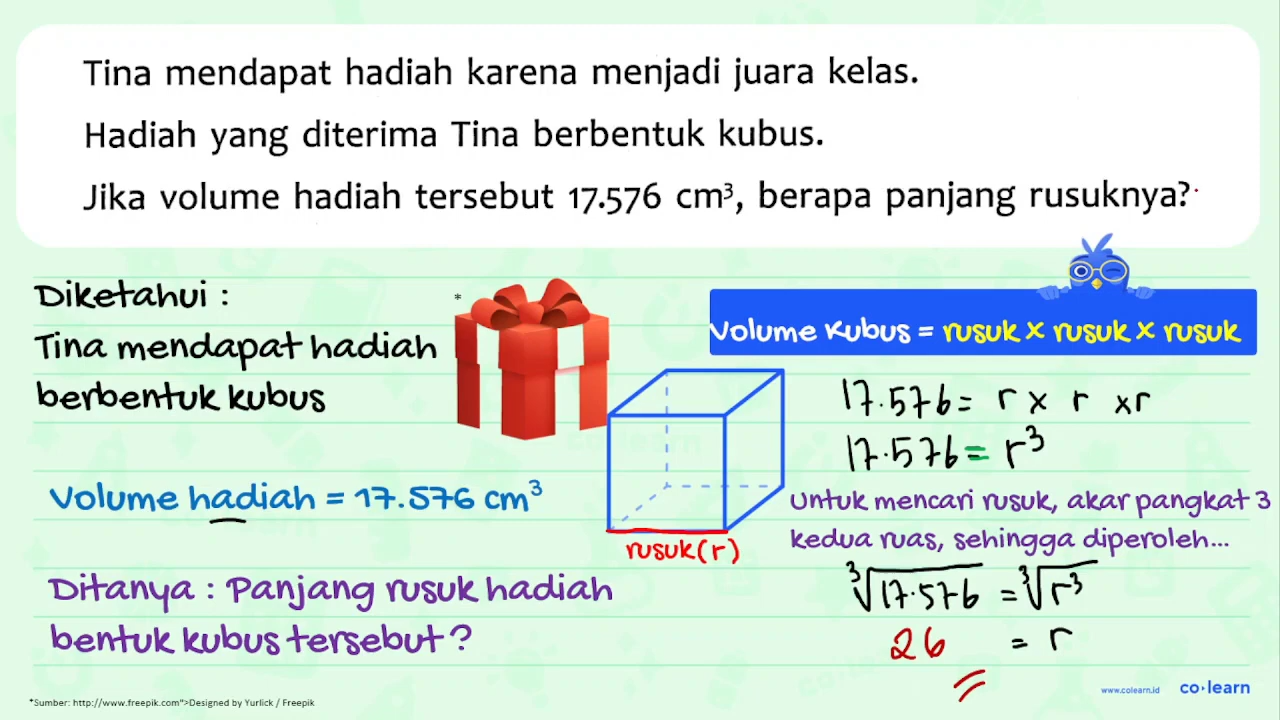 Tina mendapat hadiah karena menjadi juara kelas.
Hadiah yang diterima Tina berbentuk kubus.
Jika volume hadiah tersebut 17.576 cm³, berapa panjang rusuknya?
Diketahui :
Tina mendapat hadiah
berbentuk kubus
*
Volume hadiah = 17.576 cm³
Ditanya : Panjang rusuk hadiah
bentuk kubus tersebut?
rusuk(r)
Volume Kubus = rusuk x rusuk x rusuk
17.576 = r x r x r
17.576 = r³
Untuk mencari rusuk, akar pangkat 3
kedua ruas, sehingga diperoleh...
³√17.576 = ³√r³
26 = r
*Sumber: http://www.freepik.com">Designed by Yurlick / Freepik
www.colearn.id co·learn